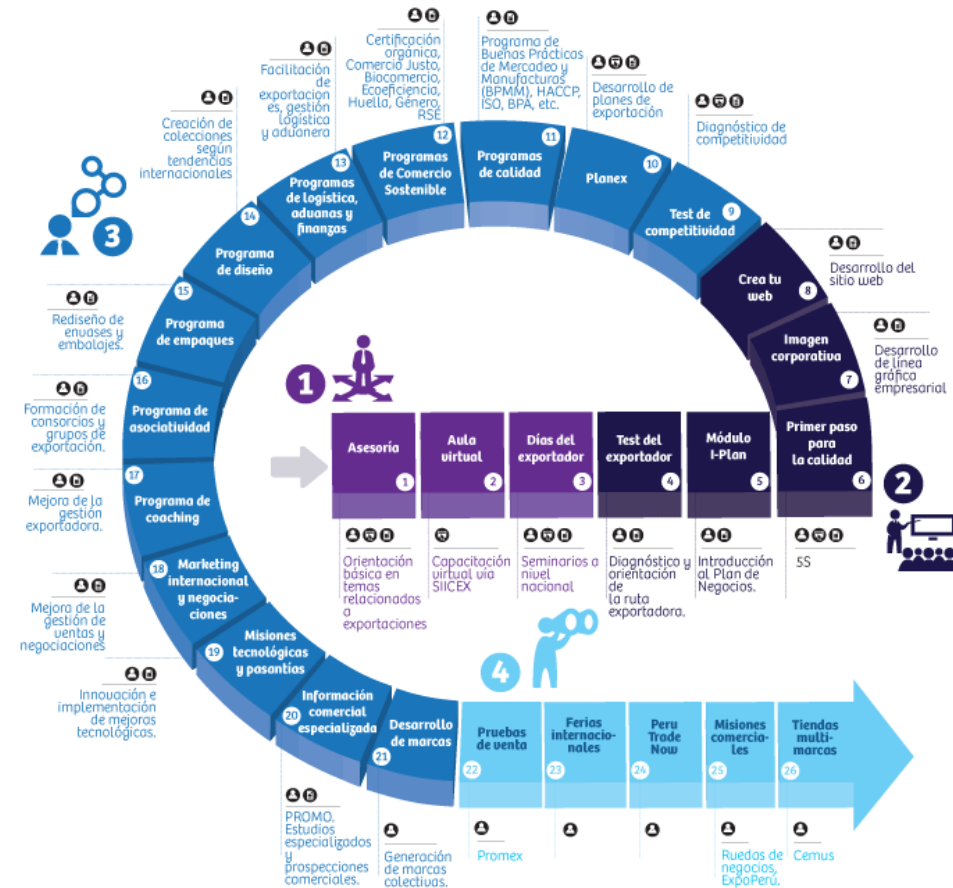 1
Asesoría
1
Orientación
básica en
temas
relacionados
a
exportaciones
Aula
virtual
2
Capacitación
virtual vía
SIICEX
Días del
exportador
3
Seminarios a
nivel
nacional
2
Test del
exportador
4
Diagnóstico y
orientación
de
la ruta
exportadora.
Módulo
I-Plan
5
Introducción
al Plan de
Negocios.
Primer paso
para
la calidad
6
5S
Imagen
corporativa
7
Desarrollo
de línea
gráfica
empresarial
Crea tu
web
8
Desarrollo del
sitio web
3
Test de
competitividad
9
Diagnóstico de
competitividad
Planex
10
Desarrollo de
planes de
exportación
Programas
de calidad
11
Programa de
Buenas Prácticas
de Mercadeo y
Manufacturas
(BPMM), HACCP,
ISO, BPA, etc.
Programas
de Comercio
Sostenible
12
Certificación
orgánica,
Comercio Justo,
Biocomercio,
Ecoeficiencia,
Huella, Género,
RSE
Programas
de logística,
aduanas y
finanzas
13
Facilitación
de
exportacion
es, gestión
logística
y aduanera
Programa
de diseño
14
Creación de
colecciones
según
tendencias
internacionales
Programa
de empaques
15
Rediseño de
envases y
embalajes.
Programa de
asociatividad
16
Formación de
consorcios y
grupos de
exportación.
Programa de
coaching
17
Mejora de la
gestión
exportadora.
Marketing
internacional
y negocia-
ciones
18
Mejora de la
gestión de
ventas y
negociaciones
Misiones
tecnológicas
y pasantías
19
Innovación e
implementación
de mejoras
tecnológicas.
Información
comercial
especializada
20
PROMO.
Estudios
especializados
y
prospecciones
comerciales.
Desarrollo
de marcas
21
Generación
de marcas
colectivas.
4
Pruebas
de venta
22
Promex
Ferias
internacio-
nales
23
Peru
Trade
Now
24
Misiones
comercia-
les
25
Ruedas de
negocios,
ExpoPerú.
Tiendas
multi-
marcas
26
Cemus